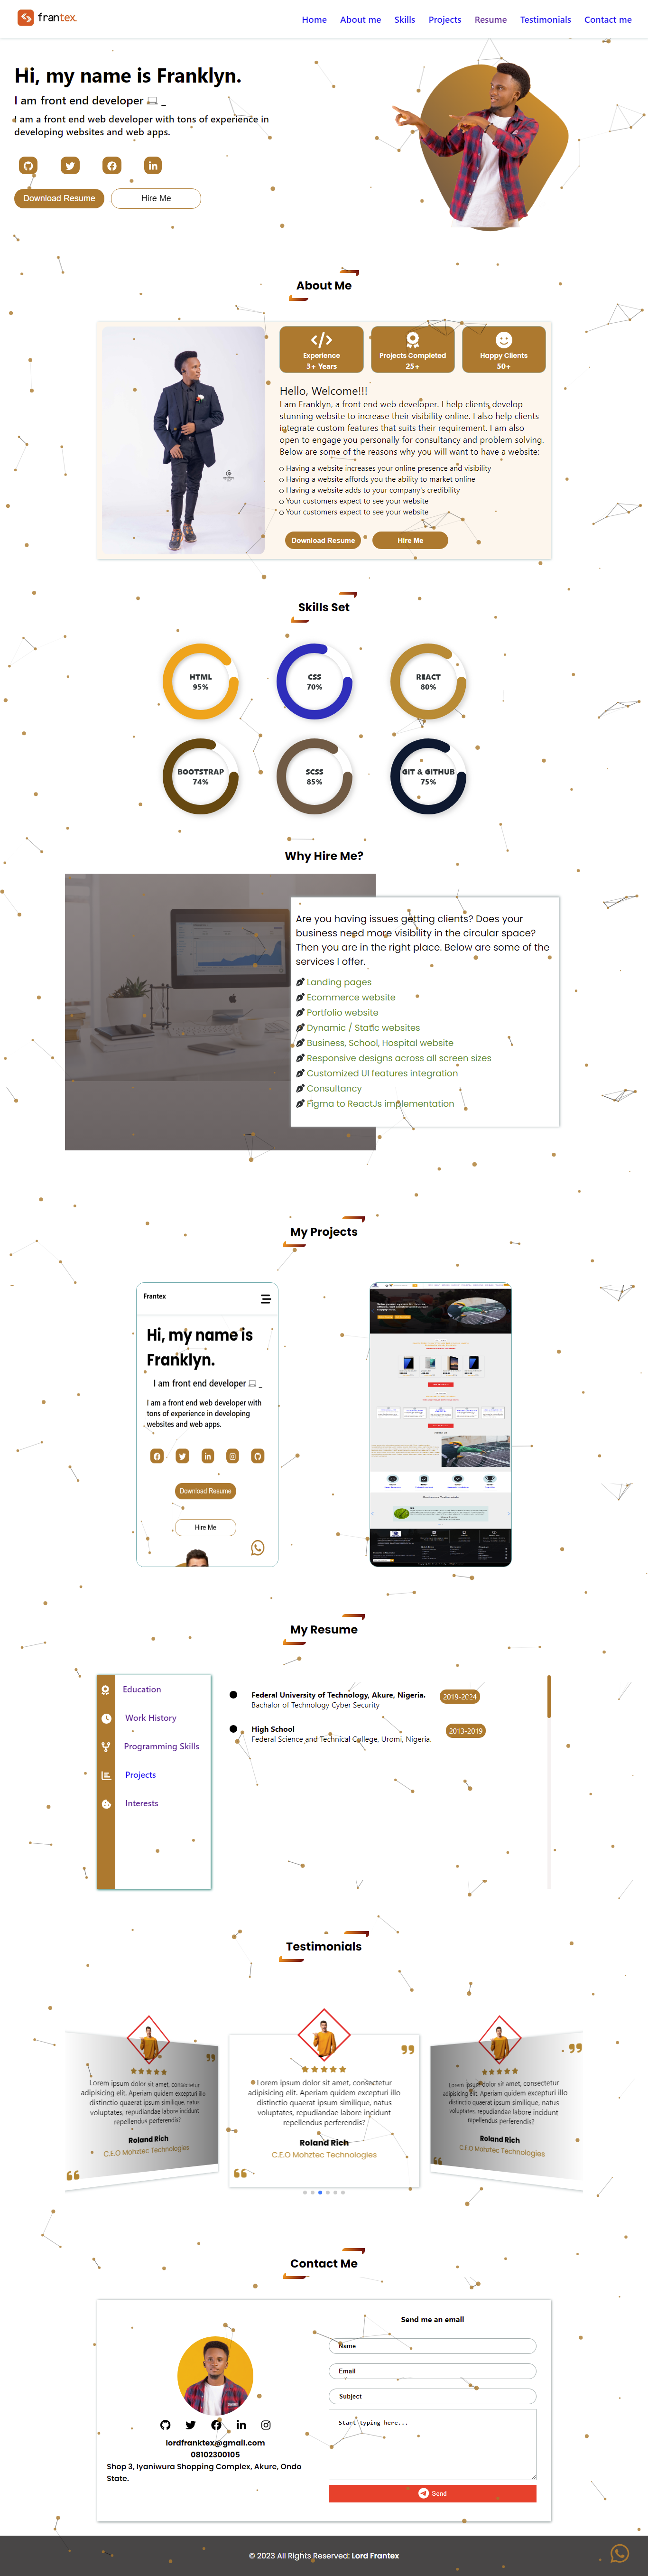 frantex.
Home About me Skills Projects Resume Testimonials Contact me
Hi, my name is Franklyn.
I am front end developer 💻 _
I am a front end web developer with tons of experience in
developing websites and web apps.
Download Resume Hire Me
About Me
Experience
3+ Years
Projects Completed
25+
Happy Clients
50+
Hello, Welcome!!!
I am Franklyn, a front end web developer. I help clients develop
stunning website to increase their visibility online. I also help clients
integrate custom features that suits their requirement. I am also
open to engage you personally for consultancy and problem solving.
Below are some of the reasons why you will want to have a website:
Having a website increases your online presence and visibility
Having a website affords you the ability to market online
Having a website adds to your company's credibility
Your customers expect to see your website
Your customers expect to see your website
Download Resume Hire Me
Skills Set
HTML
95%
CSS
70%
REACT
80%
BOOTSTRAP
74%
SCSS
85%
GIT & GITHUB
75%
Why Hire Me?
Are you having issues getting clients? Does your
business need more visibility in the circular space?
Then you are in the right place. Below are some of the
services I offer.
Landing pages
Ecommerce website
Portfolio website
Dynamic / Static websites
Business, School, Hospital website
Responsive designs across all screen sizes
Customized UI features integration
Consultancy
Figma to ReactJs implementation
My Projects
Frantex
Hi, my name is
Franklyn.
I am front end developer 💻 _
I am a front end web developer with
tons of experience in developing
websites and web apps.
Download Resume
Hire Me
My Resume
Education
Work History
Programming Skills
Projects
Interests
Federal University of Technology, Akure, Nigeria. 2019-2024
Bachalor of Technology Cyber Security
High School 2013-2019
Federal Science and Technical College, Uromi, Nigeria.
Testimonials
Lorem ipsum dolor sit amet, consectetur
adipisicing elit. Aperiam quidem excepturi illo
distinctio quaerat ipsum similique, natus
voluptates, repudiandae labore incidunt
repellendus perferendis?
Roland Rich
C.E.O Mohztec Technologies
Lorem ipsum dolor sit amet, consectetur
adipisicing elit. Aperiam quidem excepturi illo
distinctio quaerat ipsum similique, natus
voluptates, repudiandae labore incidunt
repellendus perferendis?
Roland Rich
C.E.O Mohztec Technologies
Lorem ipsum dolor sit amet, consectetur
adipisicing elit. Aperiam quidem excepturi illo
distinctio quaerat ipsum similique, natus
voluptates, repudiandae labore incidunt
repellendus perferendis?
Roland Rich
C.E.O Mohztec Technologies
Contact Me
lordfranktex@gmail.com
08102300105
Shop 3, Iyaniwura Shopping Complex, Akure, Ondo
State.
Send me an email
Name
Email
Subject
Start typing here...
Send
© 2023 All Rights Reserved: Lord Frantex